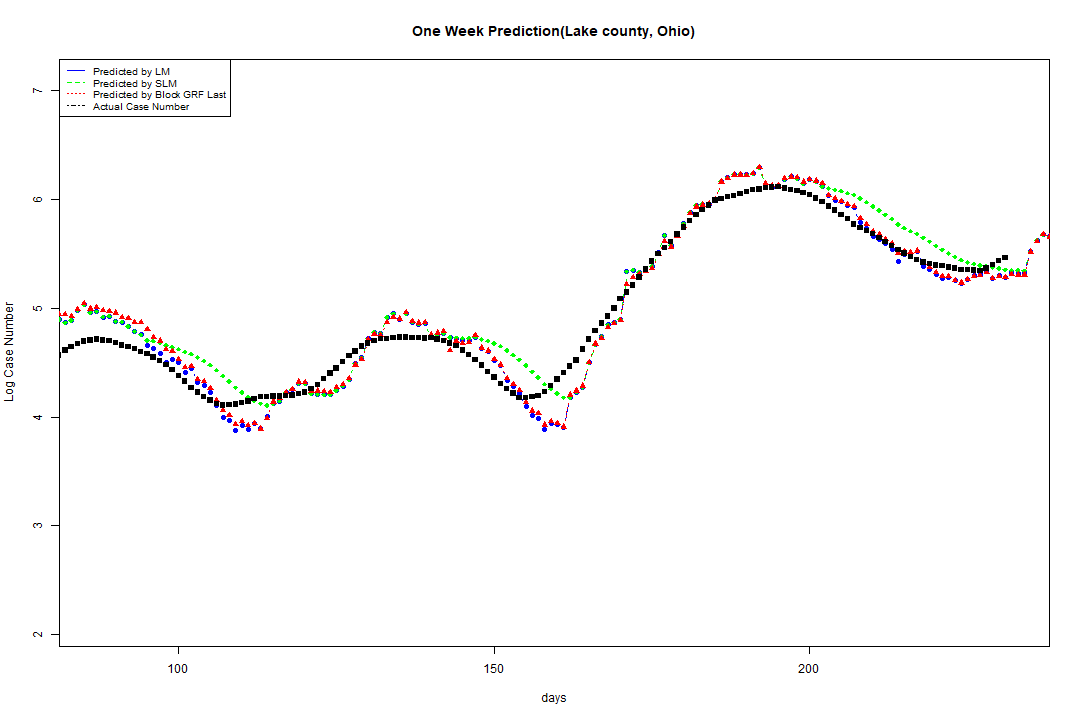 One Week Prediction(Lake county, Ohio)
Predicted by LM
Predicted by SLM
Predicted by Block GRF Last
Actual Case Number
7
6
5
4
3
2
Log Case Number
100
150
200
days